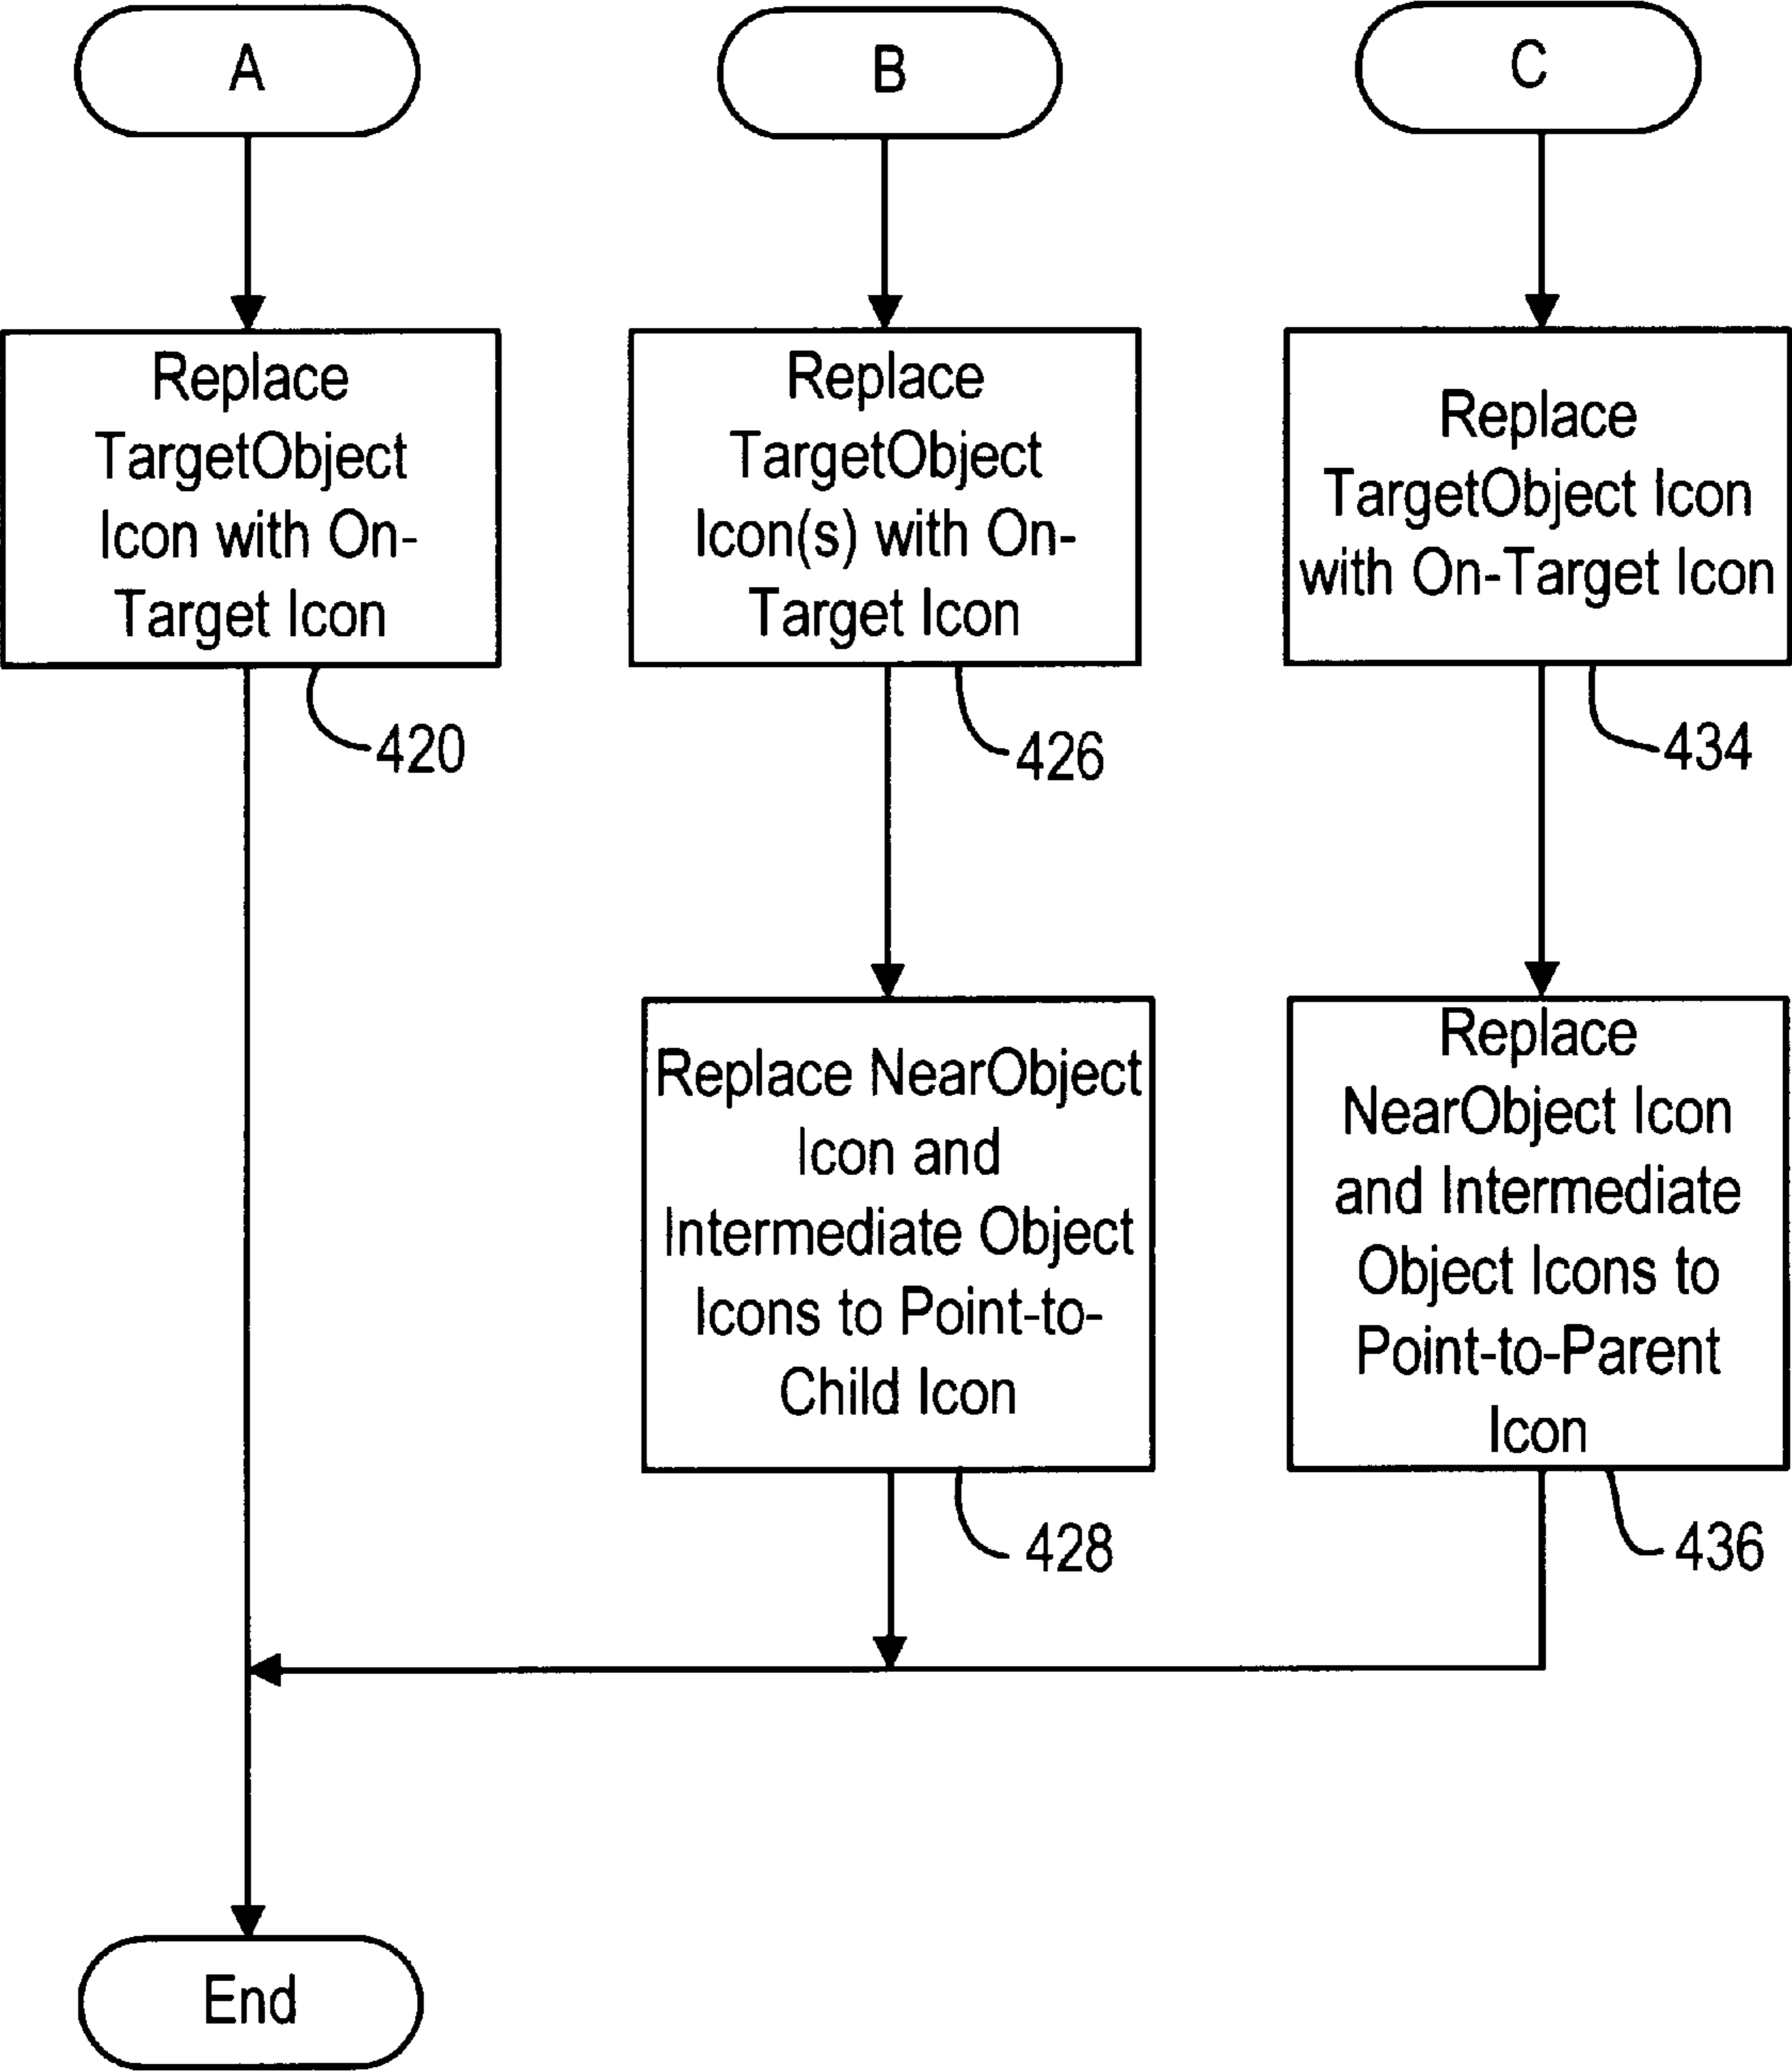 A
B
C
Replace
TargetObject
Icon with On-
Target Icon
420
Replace
TargetObject
Icon(s) with On-
Target Icon
426
Replace
TargetObject Icon
with On-Target Icon
434
Replace NearObject
Icon and
Intermediate Object
Icons to Point-to-
Child Icon
428
Replace
NearObject Icon
and Intermediate
Object Icons to
Point-to-Parent
Icon
436
End